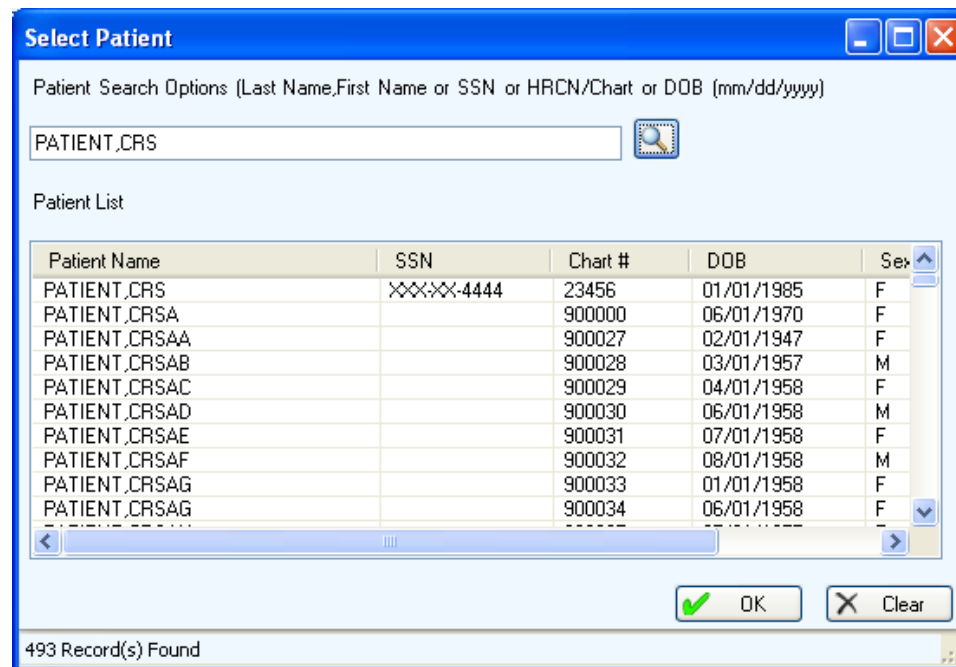 Select Patient
Patient Search Options (Last Name,First Name or SSN or HRCN/Chart or DOB (mm/dd/yyyy)
PATIENT,CRS
Patient List
Patient Name SSN Chart # DOB Sex
PATIENT,CRS XXX-XX-4444 23456 01/01/1985 F
PATIENT,CRSA 900000 06/01/1970 F
PATIENT,CRSAA 900027 02/01/1947 F
PATIENT,CRSAB 900028 03/01/1957 M
PATIENT,CRSAC 900029 04/01/1958 F
PATIENT,CRSAD 900030 06/01/1958 M
PATIENT,CRSAE 900031 07/01/1958 F
PATIENT,CRSAF 900032 08/01/1958 M
PATIENT,CRSAG 900033 01/01/1958 F
PATIENT,CRSAG 900034 06/01/1958 F
OK Clear
493 Record(s) Found